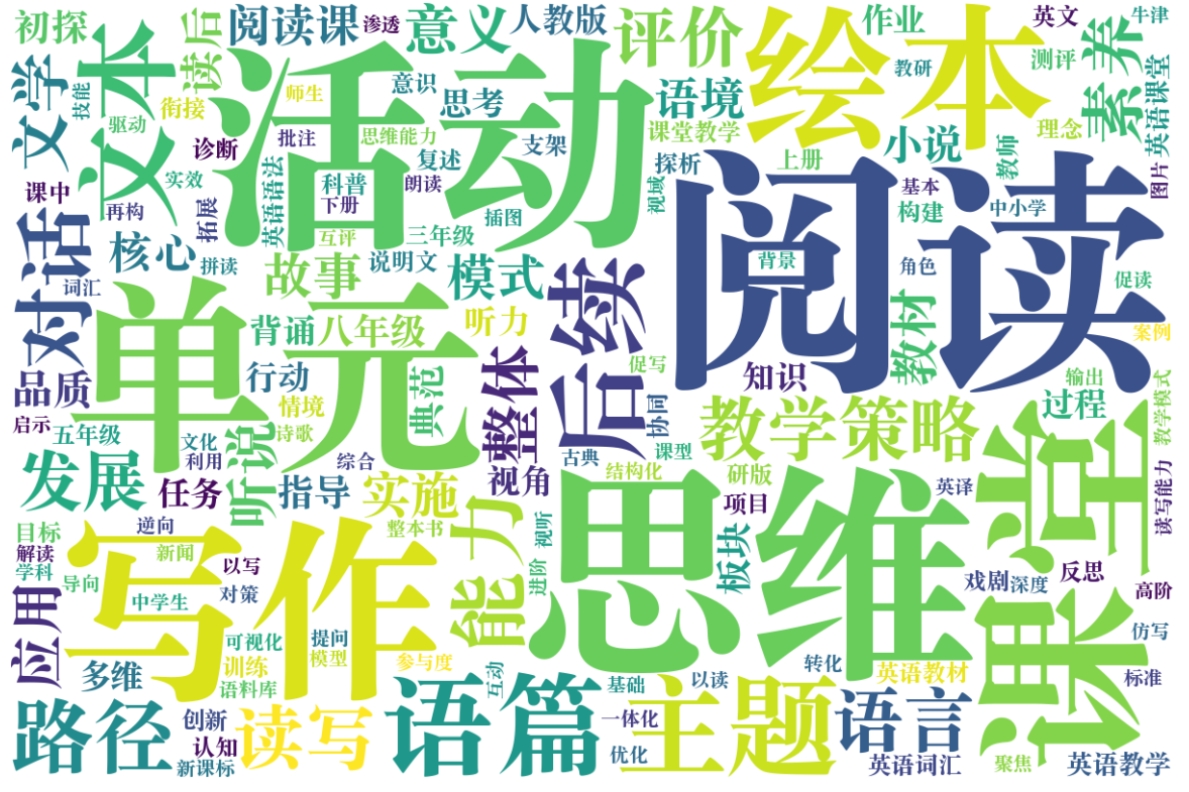 初探
读后
阅读课
渗透
意义
人教版
评价
绘本
作业
英文
牛津
教研
测评
素养
文学
技能
文本
衔接
活动
师生
意识
思考
语境
小说
理念
英语课堂
驱动
诊断
批注
思维能力
支架
课堂教学
上册
教师
图片
课中
实效
复述
探析
阅读
基本
再构
拓展
英语语法
科普
朗读
下册
插图
视域
构建
中小学
对话
核心
拼读
互评
三年级
背景
角色
促读
词汇
故事
说明文
模式
后续
教材
案例
单元
背诵
八年级
听力
促写
知识
输出
教学模式
品质
行动
典范
整体
协同
教学策略
过程
启示
情境
五年级
文化
诗歌
古典
课型
课堂
利用
听说
综合
结构化
研版
发展
任务
指导
实施
视角
思维
项目
英译
读写能力
目标
逆向
整本书
能力
视听
板块
解读
写作
新闻
学科
以写
进阶
戏剧
深度
反思
高阶
导向
中学生
对策
应用
可视化
提问
仿写
多维
训练
模型
参与度
互动
转化
英语教材
标准
语料库
语篇
基础
以读
主题
语言
路径
创新
读写
一体化
认知
优化
新课标
英语词汇
聚焦
英语教学